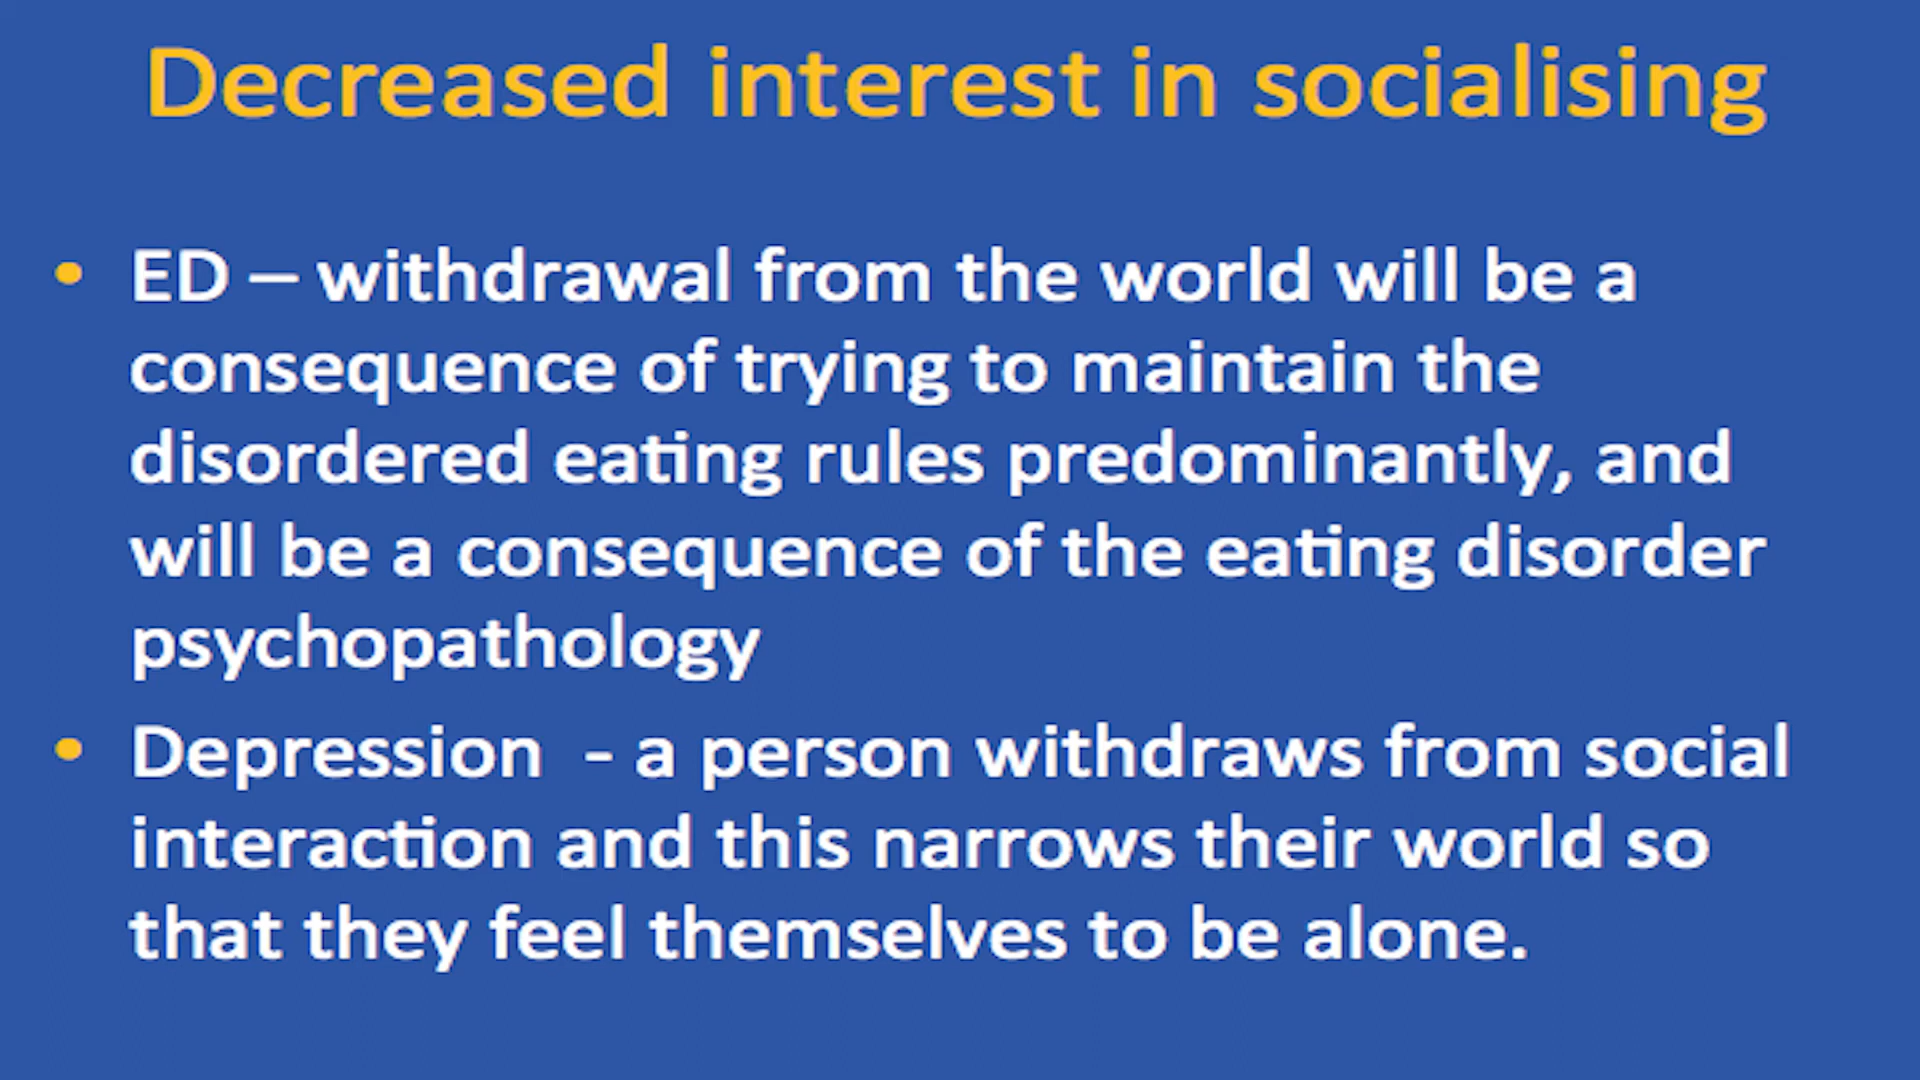 Decreased interest in socialising
• ED – withdrawal from the world will be a
consequence of trying to maintain the
disordered eating rules predominantly, and
will be a consequence of the eating disorder
psychopathology
• Depression  - a person withdraws from social
interaction and this narrows their world so
that they feel themselves to be alone.